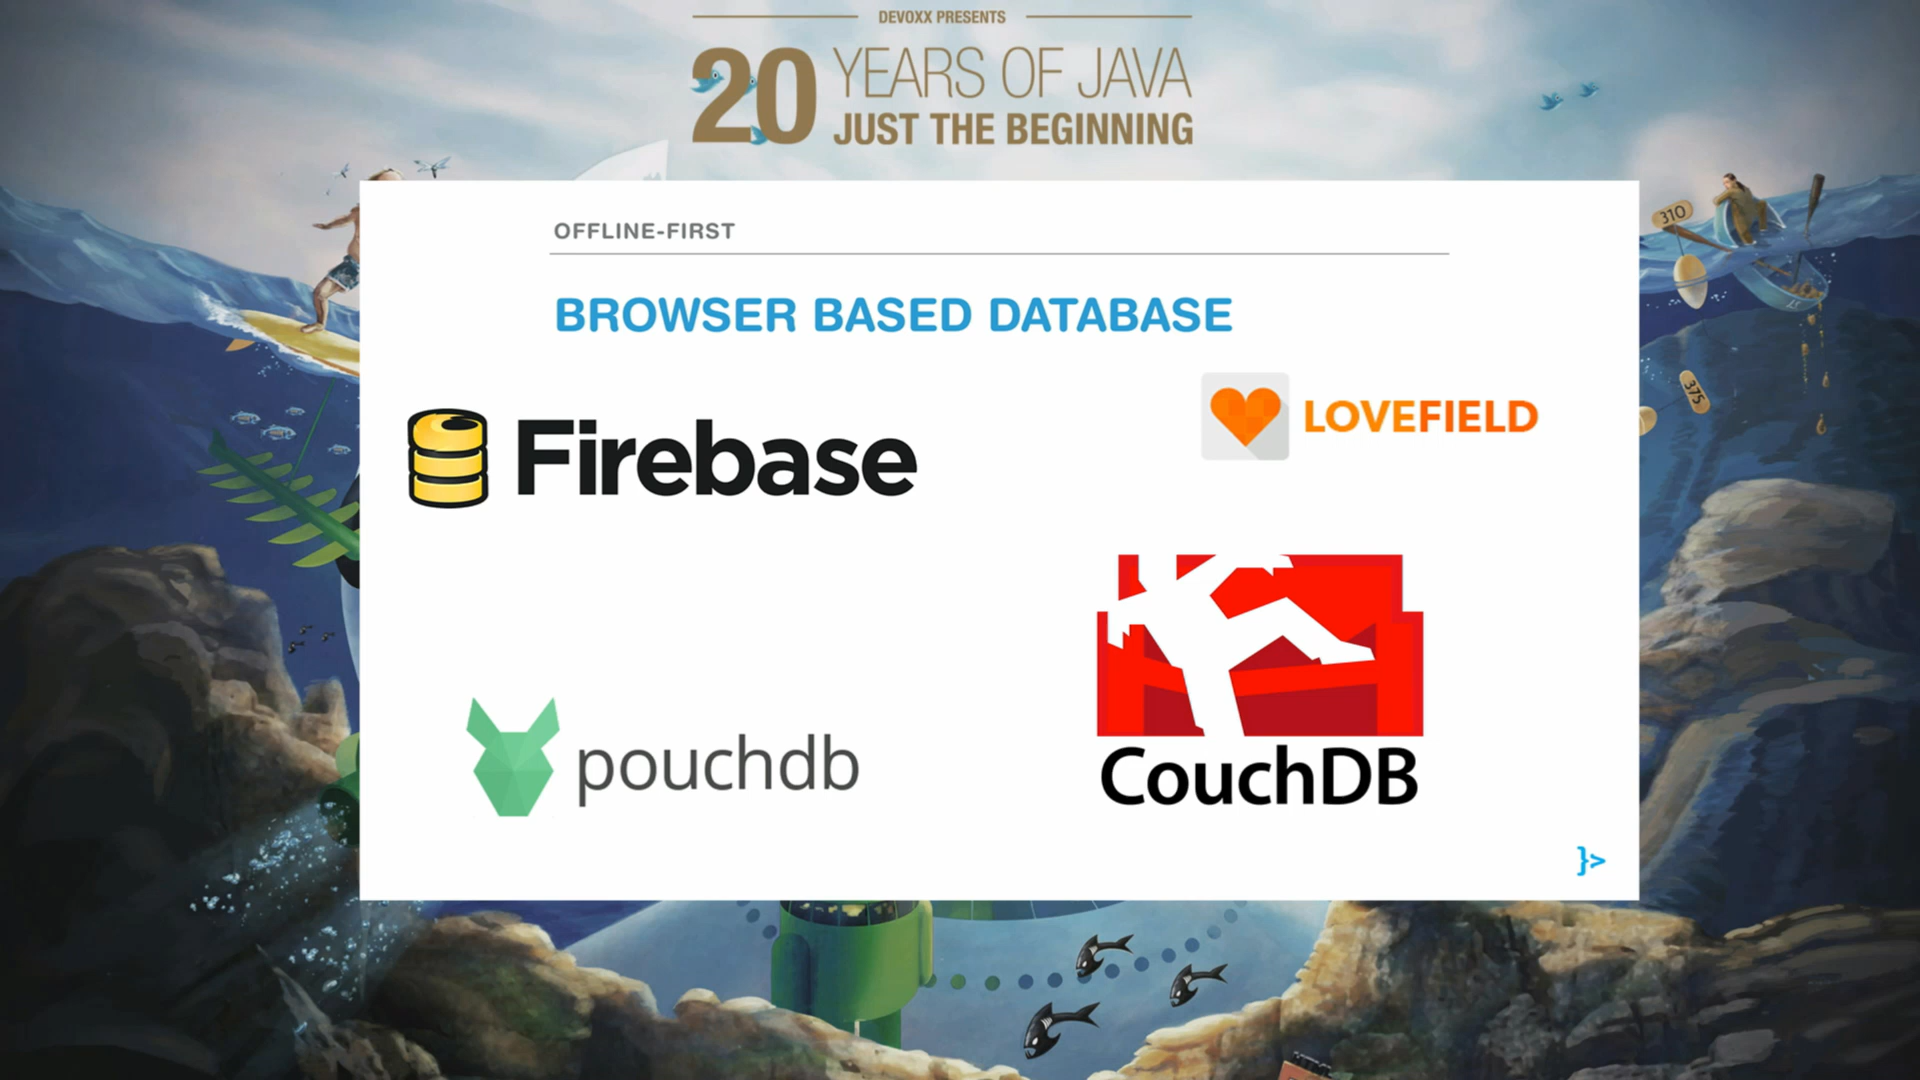 DEVOXX PRESENTS
20 YEARS OF JAVA
JUST THE BEGINNING
310
375
OFFLINE-FIRST
BROWSER BASED DATABASE
Firebase
LOVEFIELD
pouchdb
CouchDB
}>